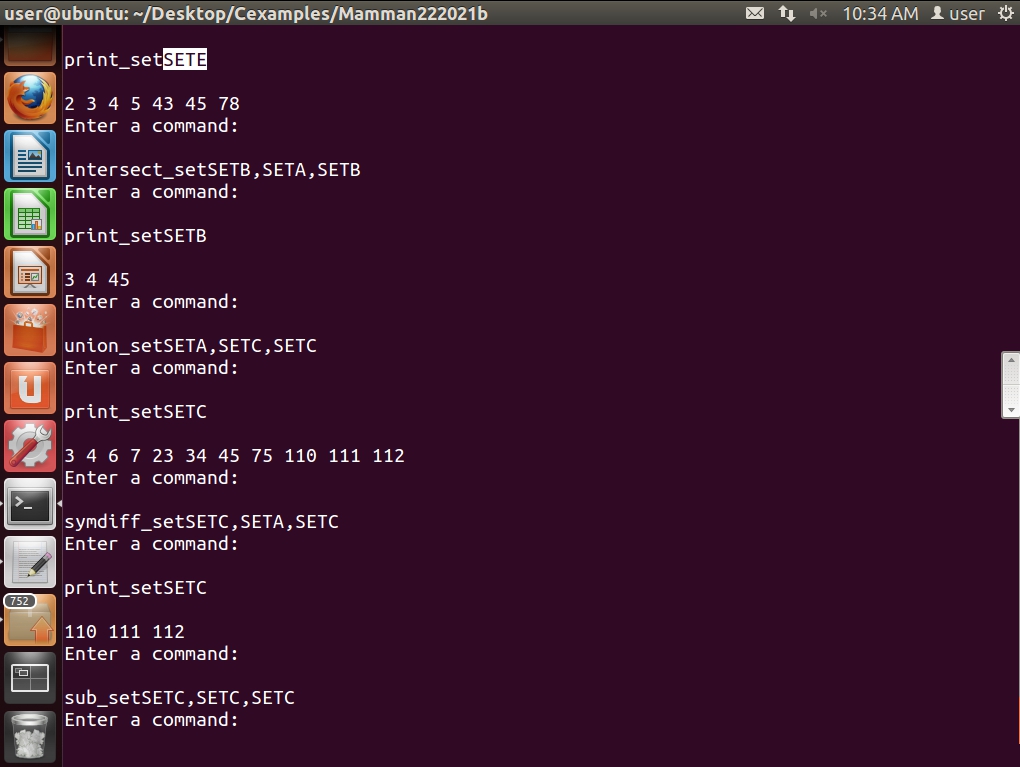 user@ubuntu: ~/Desktop/Cexamples/Mamman222021b
10:34 AM user
print_setSETE
2 3 4 5 43 45 78
Enter a command:
intersect_setSETB,SETA,SETB
Enter a command:
print_setSETB
3 4 45
Enter a command:
union_setSETA,SETC,SETC
Enter a command:
print_setSETC
3 4 6 7 23 34 45 75 110 111 112
Enter a command:
symdiff_setSETC,SETA,SETC
Enter a command:
print_setSETC
752
110 111 112
Enter a command:
sub_setSETC,SETC,SETC
Enter a command: